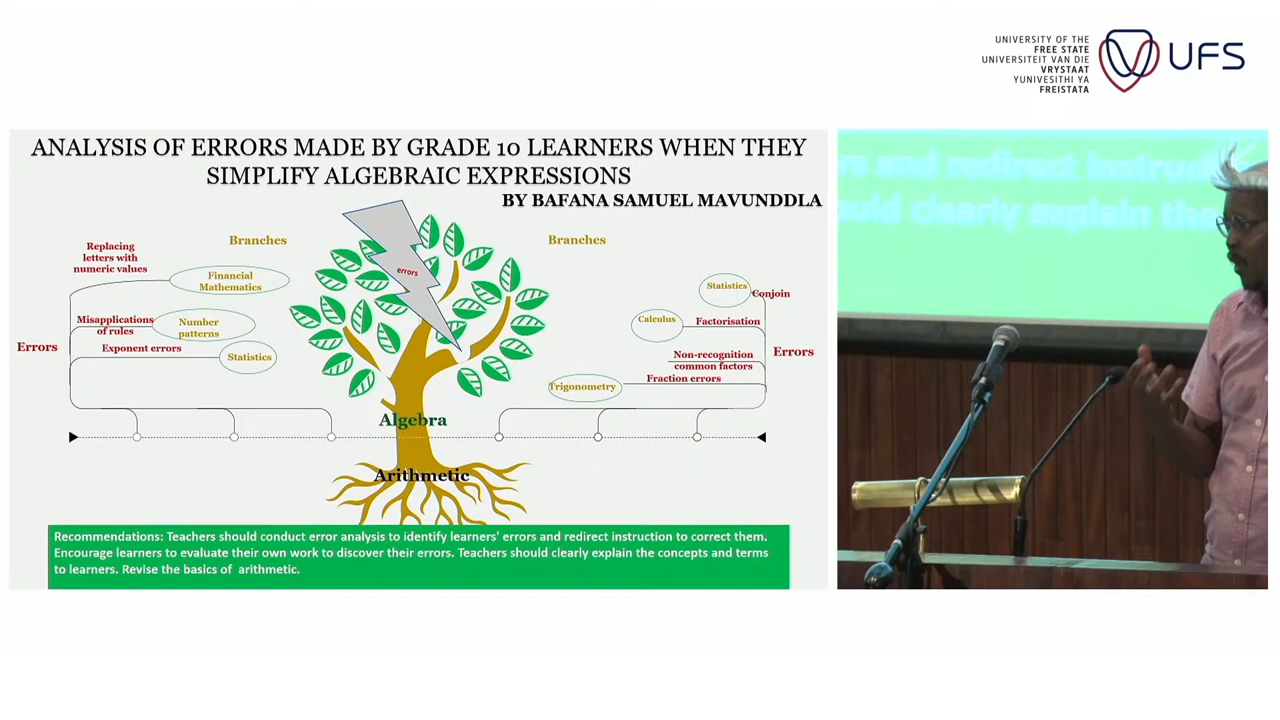 UNIVERSITY OF THE
FREE STATE
UNIVERSITEIT VAN DIE
VRYSTAAT
YUNIVESITHI YA
FREISTATA
UFS
ANALYSIS OF ERRORS MADE BY GRADE 10 LEARNERS WHEN THEY
SIMPLIFY ALGEBRAIC EXPRESSIONS
BY BAFANA SAMUEL MAVUNDDLA
Branches
Branches
Replacing
letters with
numeric values
Financial
Mathematics
Misapplications
of rules
Number
patterns
Errors
Exponent errors
Statistics
errors
Statistics
Conjoin
Calculus
Factorisation
Errors
Non-recognition
common factors
Fraction errors
Trigonometry
Algebra
Arithmetic
Recommendations: Teachers should conduct error analysis to identify learners' errors and redirect instruction to correct them.
Encourage learners to evaluate their own work to discover their errors. Teachers should clearly explain the concepts and terms
to learners. Revise the basics of arithmetic.
and redirect
clearly explain